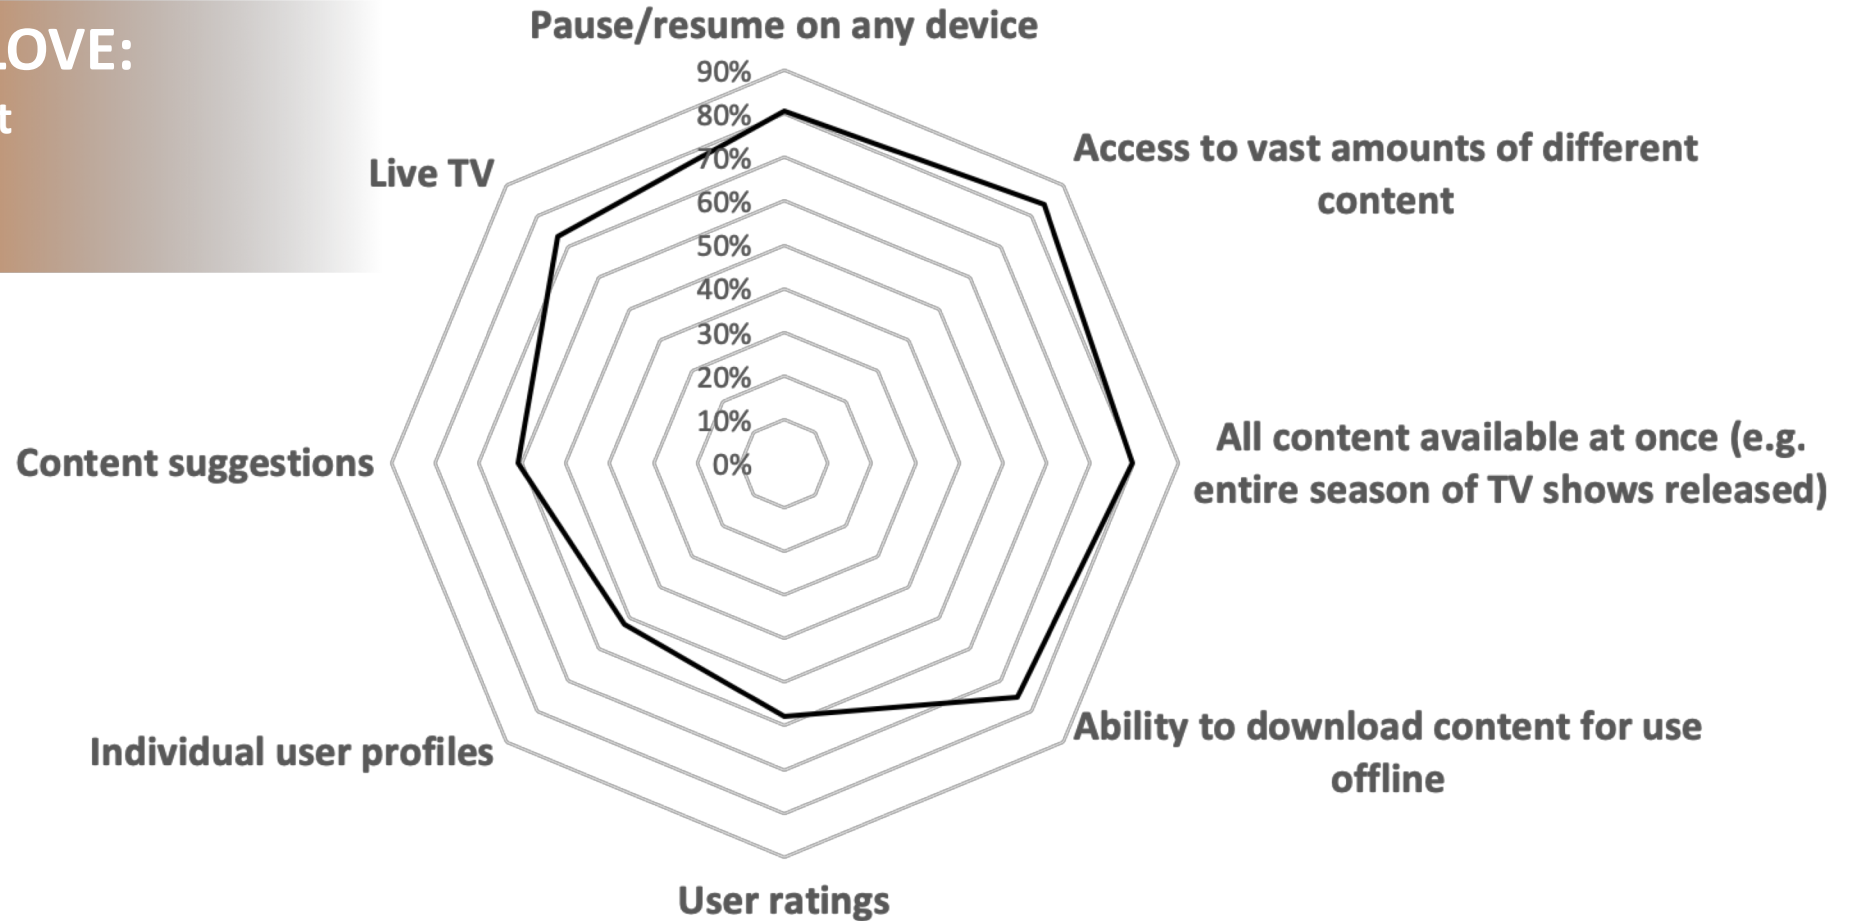 LOVE:
t
Pause/resume on any device
90%
80%
70%
60%
50%
40%
30%
20%
10%
0%
Access to vast amounts of different
content
All content available at once (e.g.
entire season of TV shows released)
Ability to download content for use
offline
User ratings
Individual user profiles
Content suggestions
Live TV